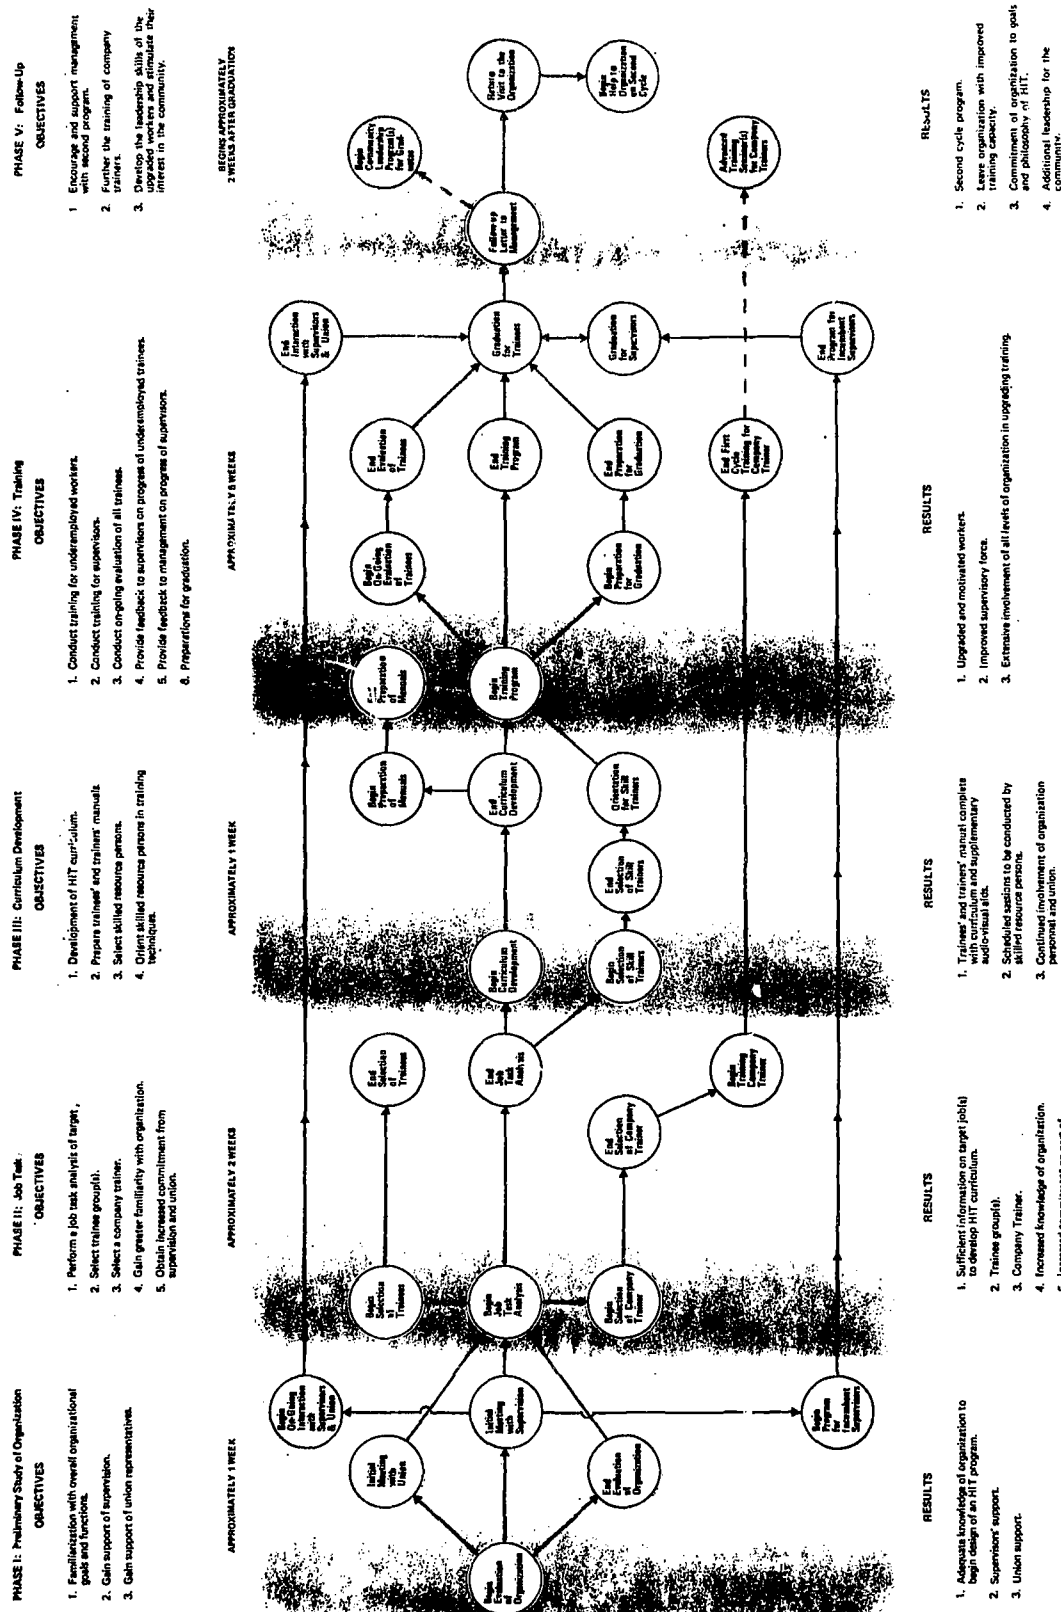 PHASE I: Preliminary Study of Organization
OBJECTIVES
1. Familiarization with overall organizational
goals and functions.
2. Gain support of supervision.
3. Gain support of union representatives.
PHASE II: Job Task
OBJECTIVES
1. Perform a job task analysis of target,
2. Select trainee group(s).
3. Select a company trainer.
4. Gain greater familiarity with organization.
5. Obtain increased commitment from
supervision and union.
PHASE III: Curriculum Development
OBJECTIVES
1. Development of HIT curriculum.
2. Prepare trainees' and trainers' manuals
3. Select skilled resource persons.
4. Orient skilled resource persons in training
techniques.
PHASE IV: Training
OBJECTIVES
1. Conduct training for underemployed workers.
2. Conduct training for supervisors.
3. Conduct on-going evaluation of all trainees.
4. Provide feedback to supervisors on progress of underemployed trainees.
5. Provide feedback to management on progress of supervisors.
6. Preparations for graduation.
PHASE V: Follow-Up
OBJECTIVES
1 Encourage and support management
with second program.
2. Further the training of company
trainers.
3. Develop the leadership skills of the
upgraded workers and stimulate their
interest in the community.
APPROXIMATELY 1 WEEK
APPROXIMATELY 2 WEEKS
APPROXIMATELY 1 WEEK
APPROXIMATELY 8 WEEKS
BEGINS APPROXIMATELY
2 WEEKS AFTER GRADUATION
Begin
Evaluation
of
Organization
Initial
Meeting
with
Union
Initial
Meeting
with
Supervision
End
Evaluation
of
Organization
Begin
On-Going
Interaction
with
Supervisors
& Union
Begin
Program
for
Incumbent
Supervisors
Begin
Selection
of
Trainees
Begin
Job
Task
Analysis
Begin
Selection
of Company
Trainer
End
Selection
of
Trainees
End
Job
Task
Analysis
End
Selection
of Company
Trainer
Begin
Training
Company
Trainer
Begin
Curriculum
Development
Begin
Selection
of Skill
Trainers
End
Selection
of Skill
Trainers
Begin
Preparation
of
Manuals
End
Curriculum
Development
Orientation
for Skill
Trainers
Preparation
of
Manuals
Begin
Training
Program
Begin
On-Going
Evaluation
of
Trainees
Begin
Preparation
for
Graduation
End
Evaluation
of
Trainees
End
Training
Program
End
Preparation
for
Graduation
End First
Cycle
Training for
Company
Trainer
End
Interaction
with
Supervisors
& Union
Graduation
for
Trainees
Graduation
for
Supervisors
End
Program for
Incumbent
Supervisors
Follow-up
Letter to
Management
Begin
Community
Leadership
Program(s)
for Grad-
uates
Advanced
Training
Seminar(s)
for Company
Trainers
Return
Visit to the
Organization
Begin
Help to
Organization
on Second
Cycle
RESULTS
1. Adequate knowledge of organization to
begin design of an HIT program.
2. Supervisors' support.
3. Union support.
RESULTS
1. Sufficient information on target job(s)
to develop HIT curriculum.
2. Trainee group(s).
3. Company Trainer.
4. Increased knowledge of organization.
RESULTS
1. Trainees' and trainers' manual complete
with curriculum and supplementary
audio-visual aids.
2. Scheduled sessions to be conducted by
skilled resource persons.
3. Continued involvement of organization
personnel and union.
RESULTS
1. Upgraded and motivated workers.
2. Improved supervisory force.
3. Extensive involvement of all levels of organization in upgrading training.
RESULTS
1. Second cycle program.
2. Leave organization with improved
training capacity.
3. Commitment of organization to goals
and philosophy of HIT.
4. Additional leadership for the
community.